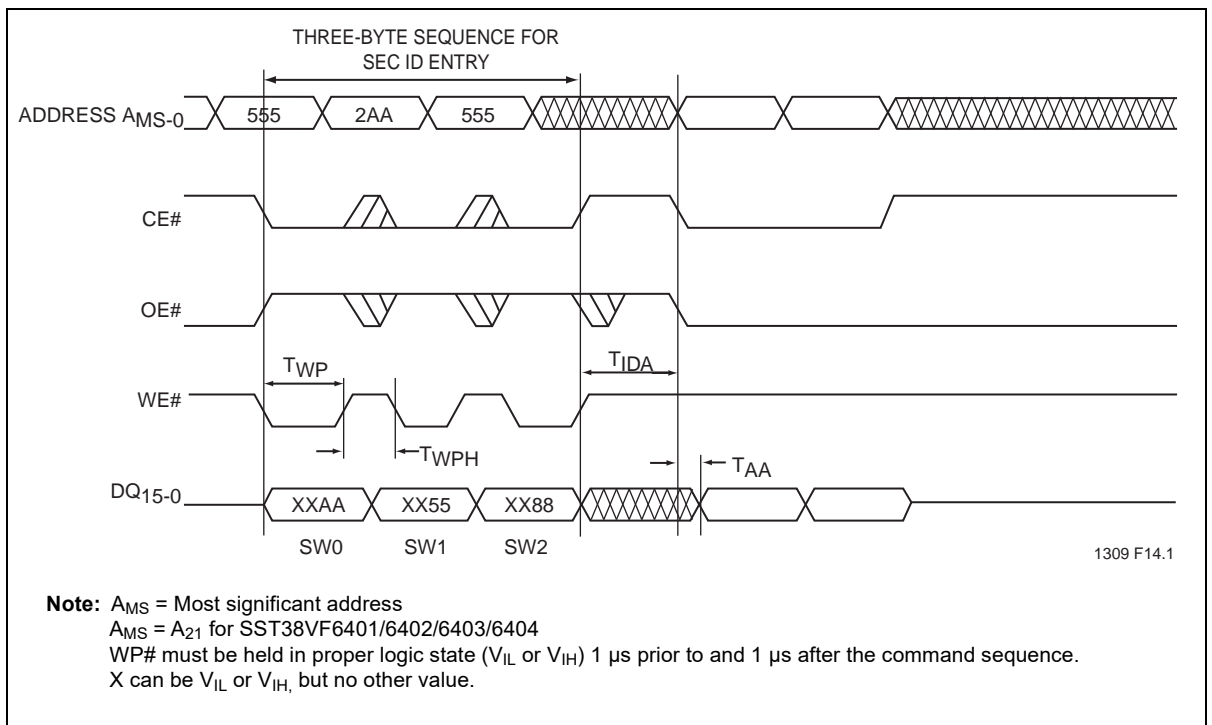 THREE-BYTE SEQUENCE FOR
SEC ID ENTRY
ADDRESS AMS-0
555
2AA
555
CE#
OE#
TWP
TIDA
WE#
TWPH
TAA
DQ15-0
XXAA
XX55
XX88
SW0
SW1
SW2
1309 F14.1
Note: AMS = Most significant address
AMS = A21 for SST38VF6401/6402/6403/6404
WP# must be held in proper logic state (VIL or VIH) 1 µs prior to and 1 µs after the command sequence.
X can be VIL or VIH, but no other value.